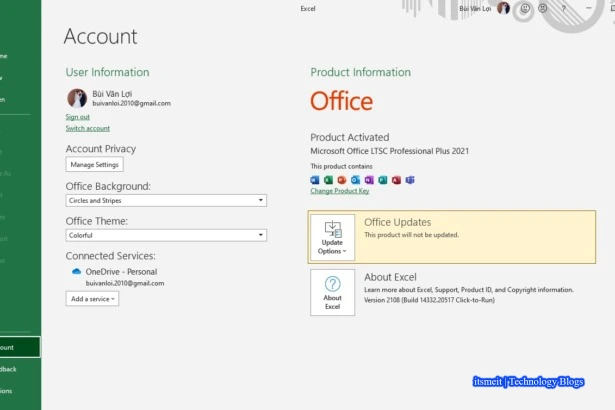 Excel
Bùi Văn Lợi
?
Account
User Information
Bùi Văn Lợi
buivanloi.2010@gmail.com
Sign out
Switch account
Account Privacy
Manage Settings
Office Background:
Circles and Stripes
Office Theme:
Colorful
Connected Services:
OneDrive - Personal
buivanloi.2010@gmail.com
Add a service
Product Information
Office
Product Activated
Microsoft Office LTSC Professional Plus 2021
This product contains
Change Product Key
Update
Options
Office Updates
This product will not be updated.
?
About
Excel
About Excel
Learn more about Excel, Support, Product ID, and Copyright information.
Version 2108 (Build 14332.20517 Click-to-Run)
ount
dback
ions
itsmeit | Technology Blogs